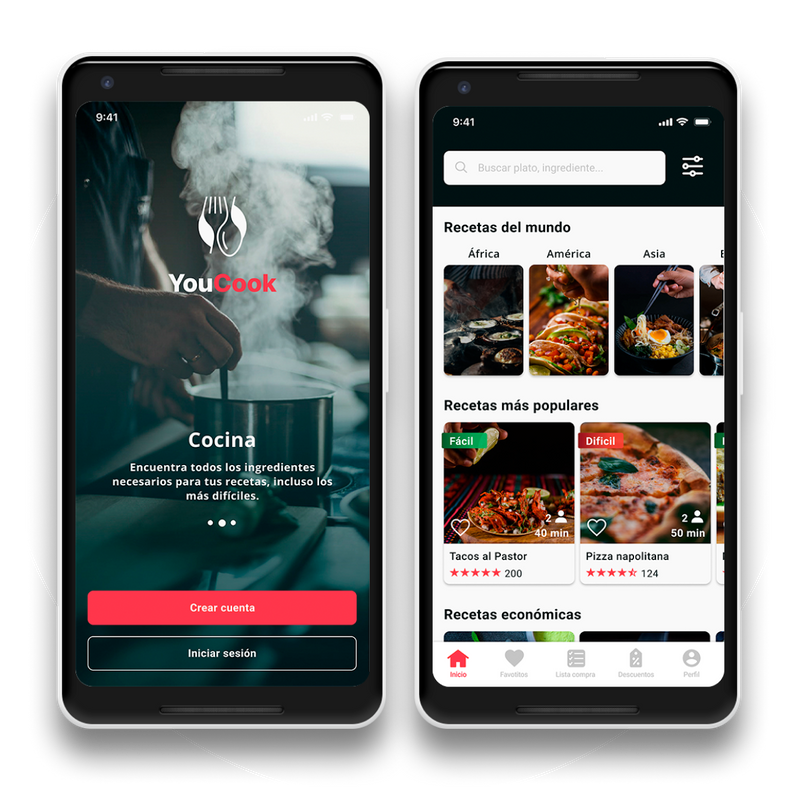 9:41
YouCook
Cocina
Encuentra todos los ingredientes
necesarios para tus recetas, incluso los
más difíciles.
Crear cuenta
Iniciar sesión
9:41
Buscar plato, ingrediente...
Recetas del mundo
África
América
Asia
Recetas más populares
Fácil
2
40 min
Tacos al Pastor
200
Dificil
2
50 min
Pizza napolitana
124
Recetas económicas
Inicio
Favotitos
Lista compra
Descuentos
Perfil